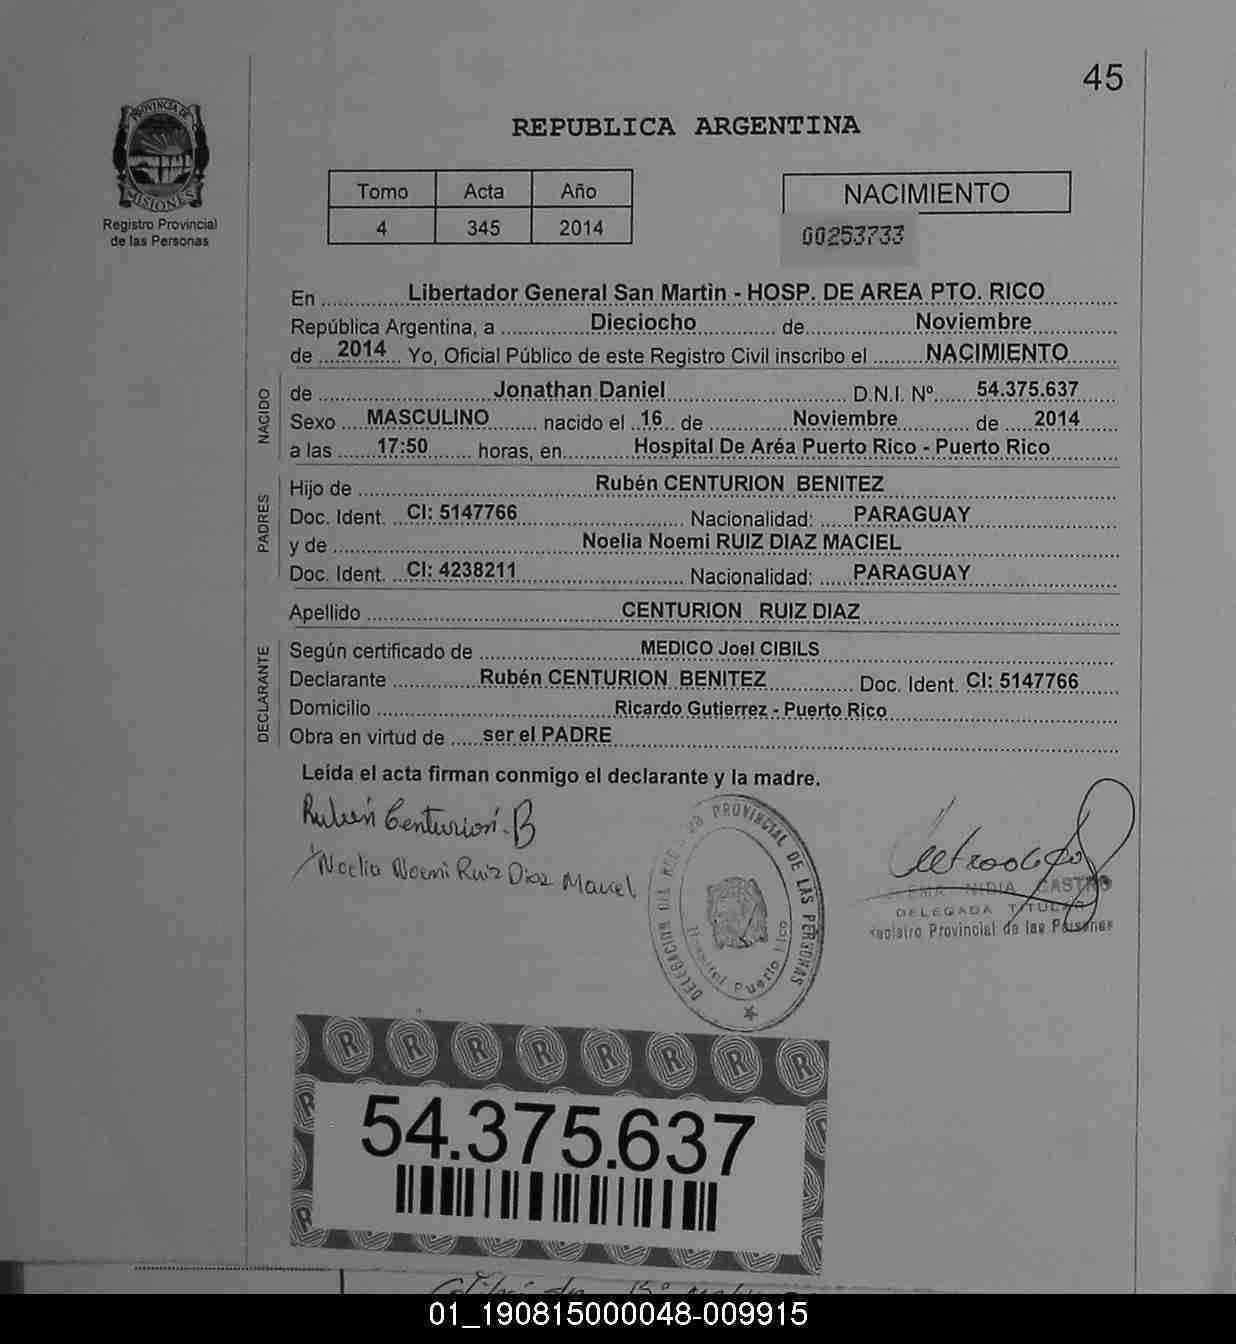 45
PROVINCIA DE
MISIONES
Registro Provincial
de las Personas
REPUBLICA ARGENTINA
Tomo Acta Año
4 345 2014
NACIMIENTO
00253733
En Libertador General San Martin - HOSP. DE AREA PTO. RICO
República Argentina, a Dieciocho de Noviembre
de 2014 Yo, Oficial Público de este Registro Civil inscribo el NACIMIENTO
NACIDO
de Jonathan Daniel D.N.I. Nº 54.375.637
Sexo MASCULINO nacido el 16 de Noviembre de 2014
a las 17:50 horas, en Hospital De Aréa Puerto Rico - Puerto Rico
PADRES
Hijo de Rubén CENTURION BENITEZ
Doc. Ident. CI: 5147766 Nacionalidad: PARAGUAY
y de Noelia Noemi RUIZ DIAZ MACIEL
Doc. Ident. CI: 4238211 Nacionalidad: PARAGUAY
Apellido CENTURION RUIZ DIAZ
DECLARANTE
Según certificado de MEDICO Joel CIBILS
Declarante Rubén CENTURION BENITEZ Doc. Ident. CI: 5147766
Domicilio Ricardo Gutierrez - Puerto Rico
Obra en virtud de ser el PADRE
Leída el acta firman conmigo el declarante y la madre.
Rubén Centurión B
Noelia Noemi Ruiz Diaz Maciel
DELEGACION DEL PROVINCIAL DE LAS PERSONAS
Hospital Puerto Rico
NIDIA CASTRO
DELEGADA TITULAR
Registro Provincial de las Personas
R R R R R R R R
54.375.637
01_190815000048-009915